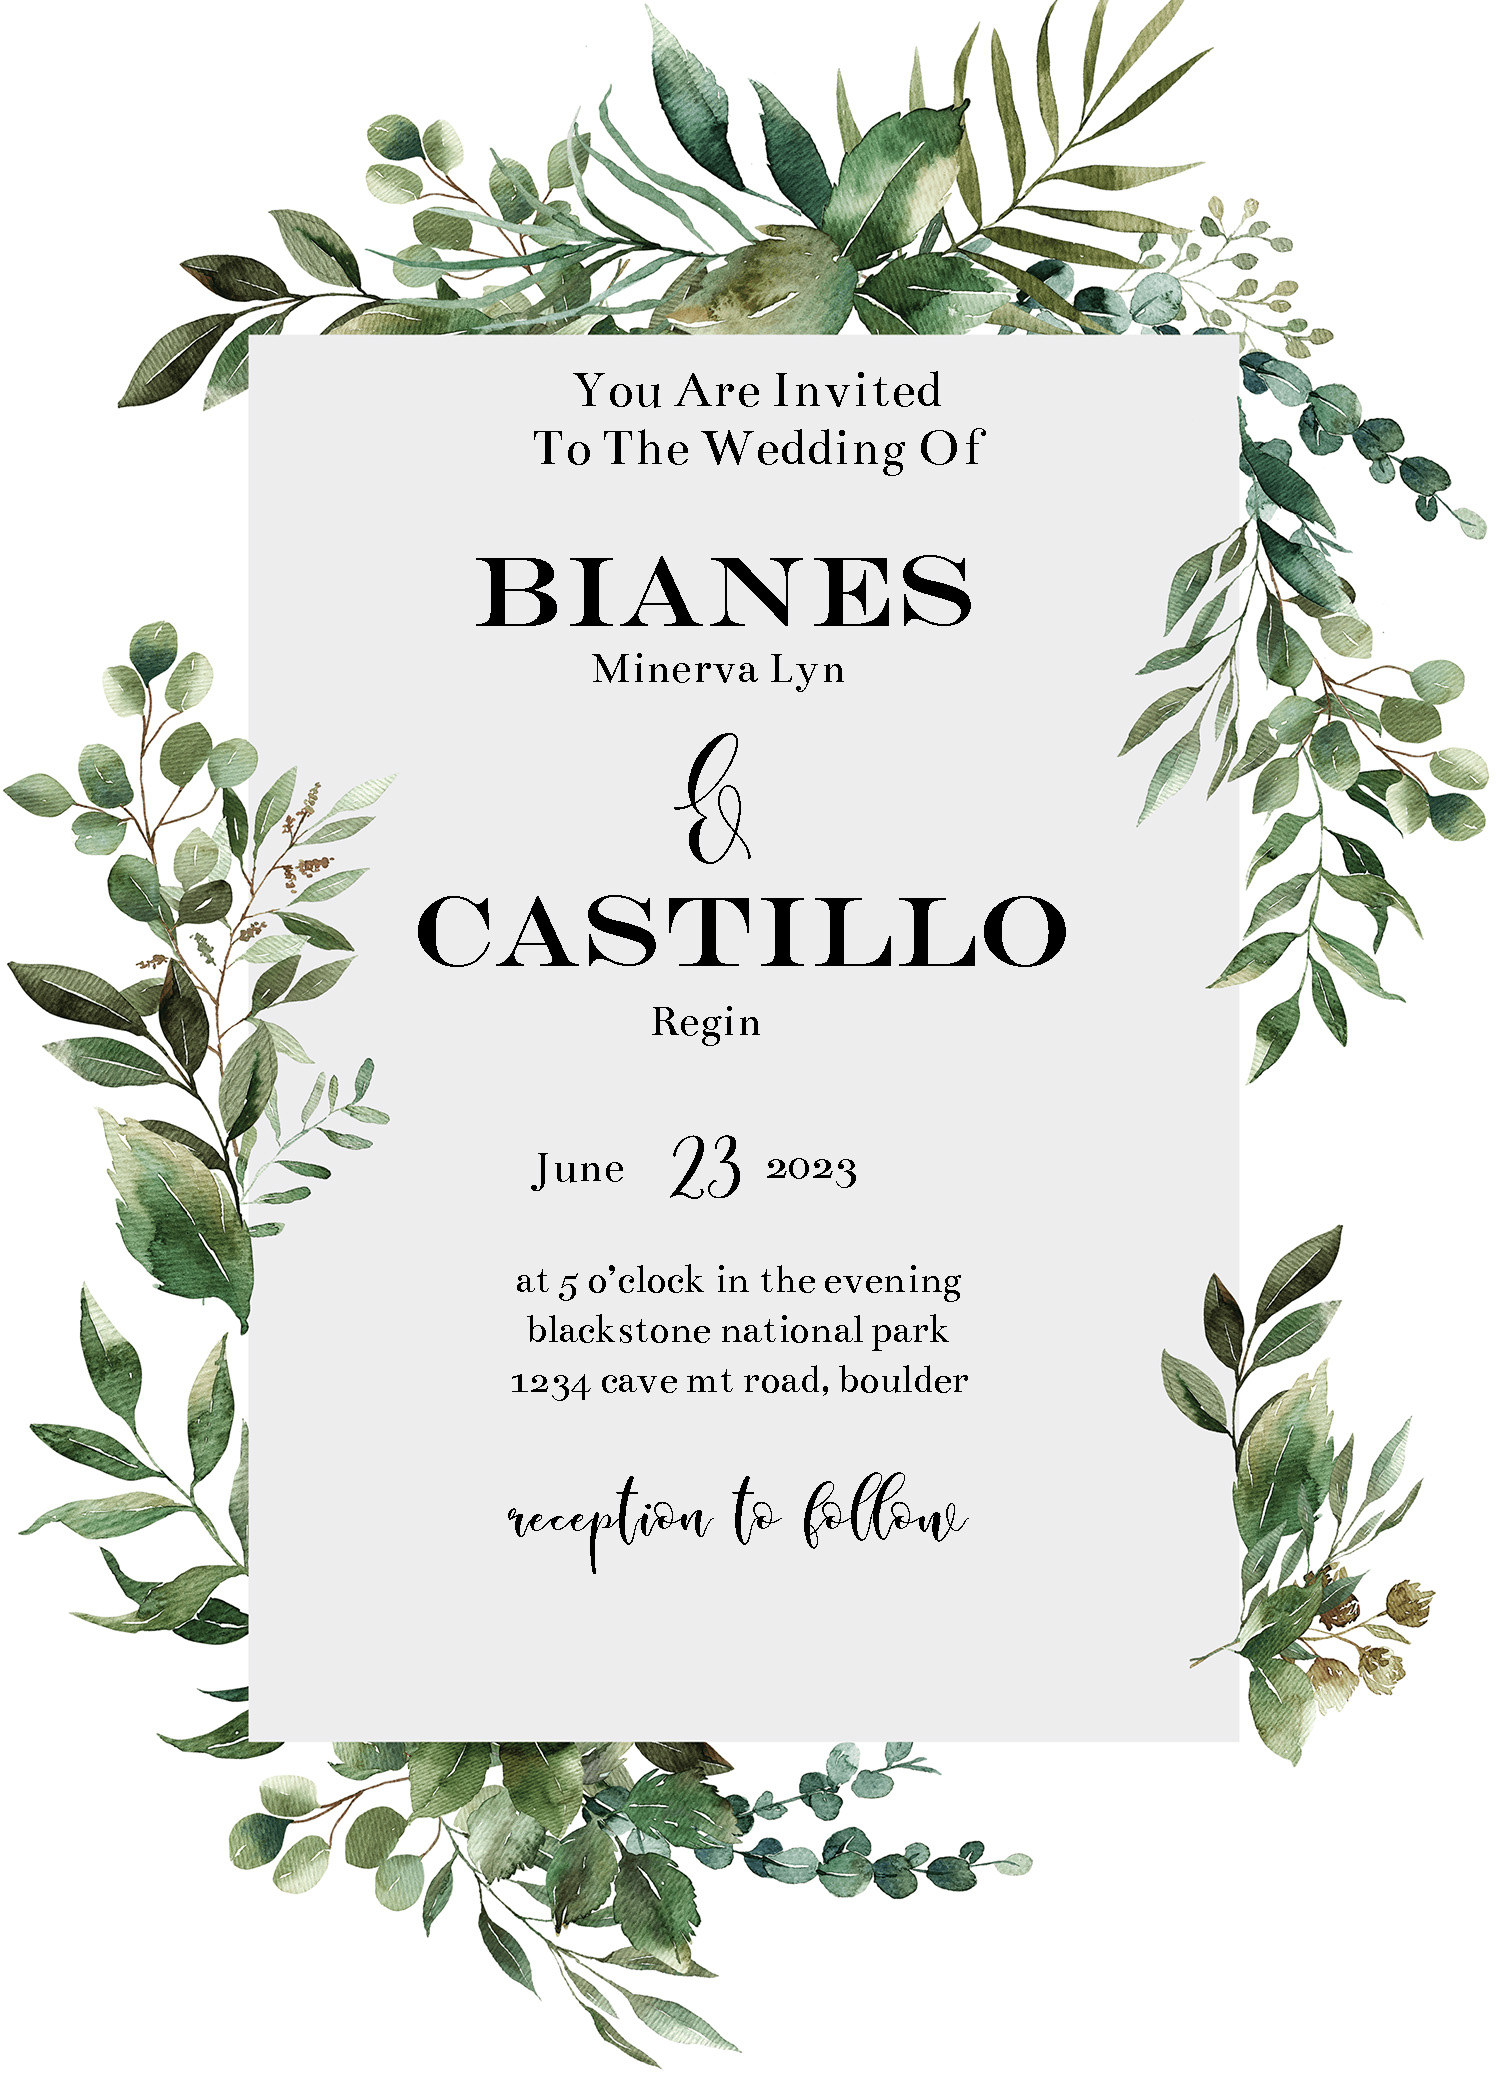 You Are Invited
To The Wedding Of
BIANES
Minerva Lyn
&
CASTILLO
Regin
June 23 2023
at 5 o'clock in the evening
blackstone national park
1234 cave mt road, boulder
reception to follow